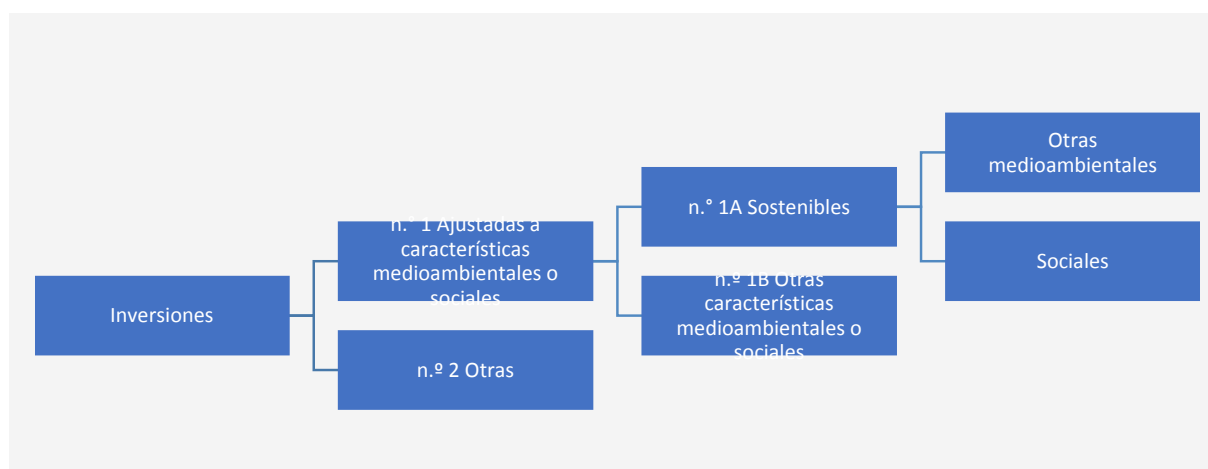 Inversiones
n.° 1 Ajustadas a
características
medioambientales o
sociales
n.º 2 Otras
n.° 1A Sostenibles
n.º 1B Otras
características
medioambientales o
sociales
Otras
medioambientales
Sociales